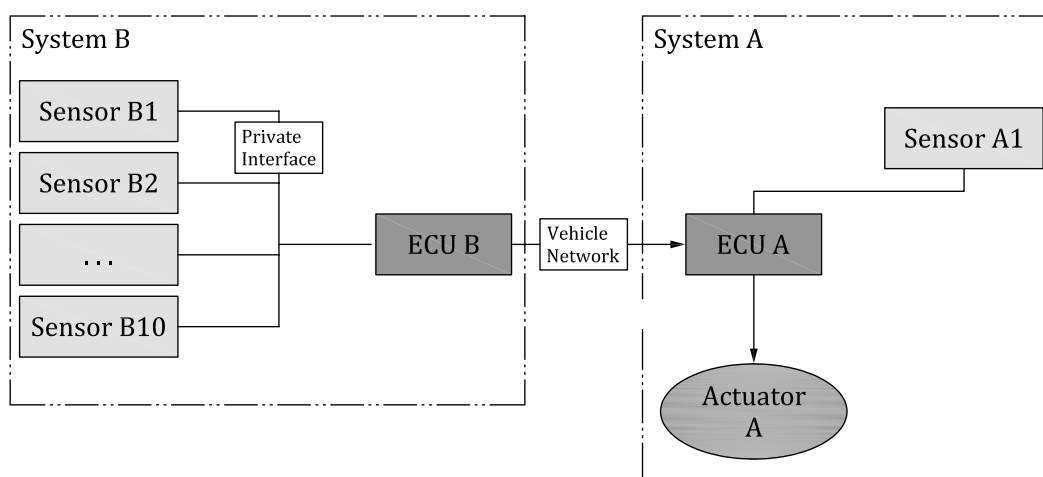 System B
System A
Sensor B1
Private
Interface
Sensor A1
Sensor B2
ECU B
Vehicle
Network
ECU A
...
Sensor B10
Actuator
A